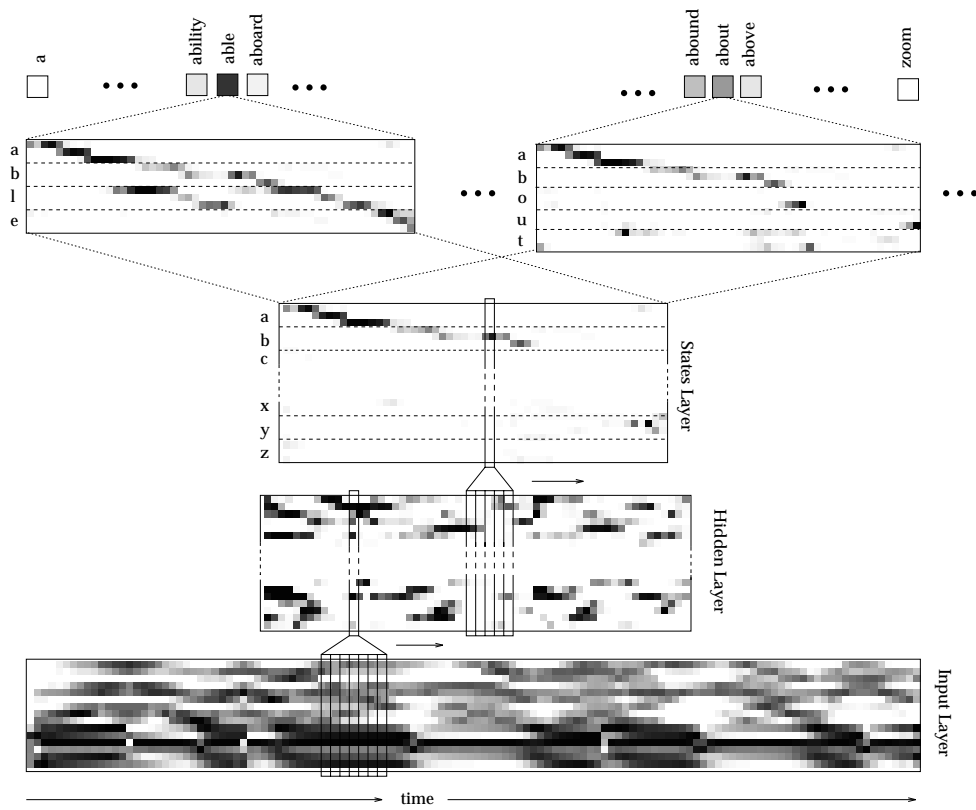 a ability able aboard abound about above zoom
a
b
l
e
a
b
o
u
t
a
b
c
x
y
z
States Layer
Hidden Layer
Input Layer
time